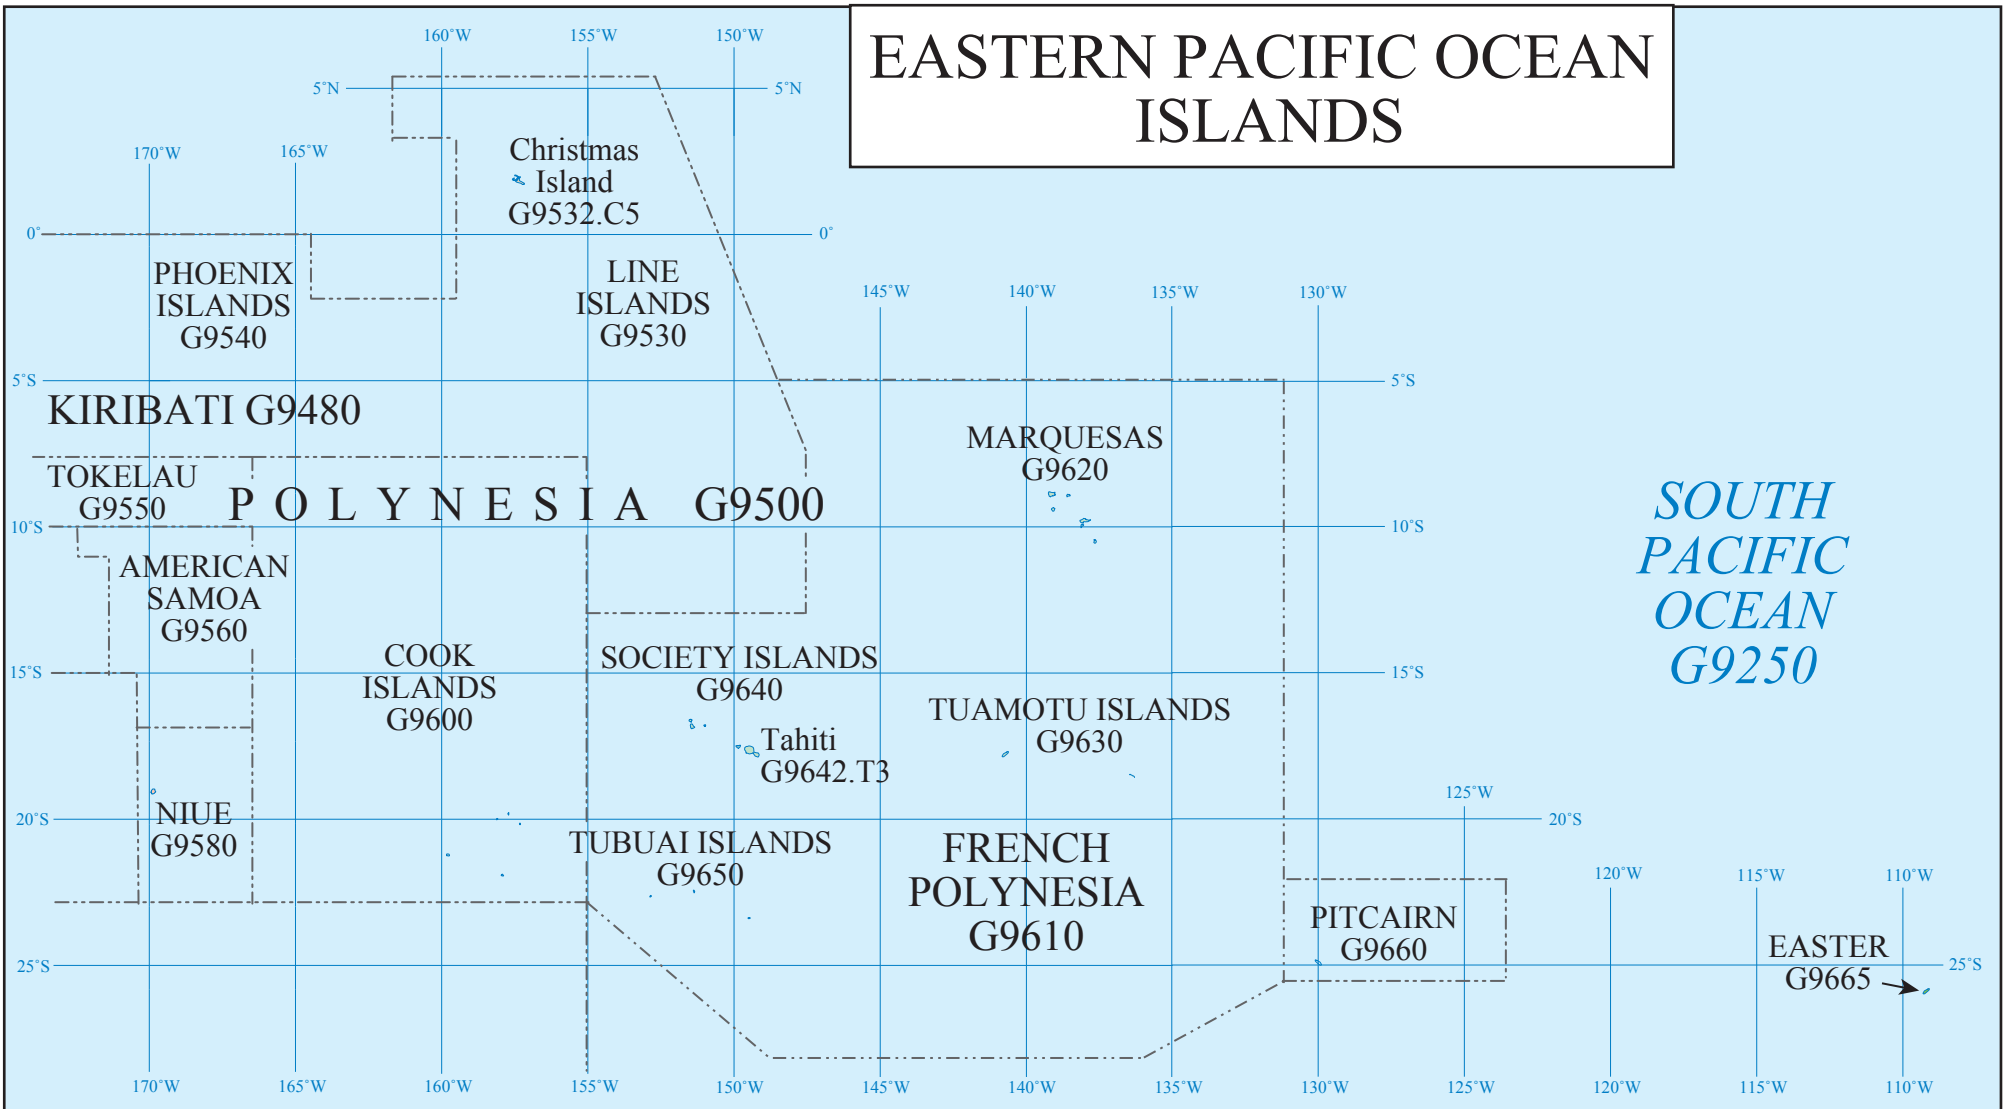 EASTERN PACIFIC OCEAN
ISLANDS
160°W 155°W 150°W
5°N 5°N
170°W 165°W
Christmas
Island
G9532.C5
0° 0°
PHOENIX
ISLANDS
G9540
LINE
ISLANDS
G9530
145°W 140°W 135°W 130°W
5°S 5°S
KIRIBATI G9480
MARQUESAS
G9620
TOKELAU
G9550
POLYNESIA G9500
10°S 10°S
SOUTH
PACIFIC
OCEAN
G9250
AMERICAN
SAMOA
G9560
COOK
ISLANDS
G9600
SOCIETY ISLANDS
G9640
15°S 15°S
TUAMOTU ISLANDS
G9630
Tahiti
G9642.T3
125°W
NIUE
G9580
20°S 20°S
TUBUAI ISLANDS
G9650
FRENCH
POLYNESIA
G9610
120°W 115°W 110°W
PITCAIRN
G9660
EASTER
G9665
25°S 25°S
170°W 165°W 160°W 155°W 150°W 145°W 140°W 135°W 130°W 125°W 120°W 115°W 110°W